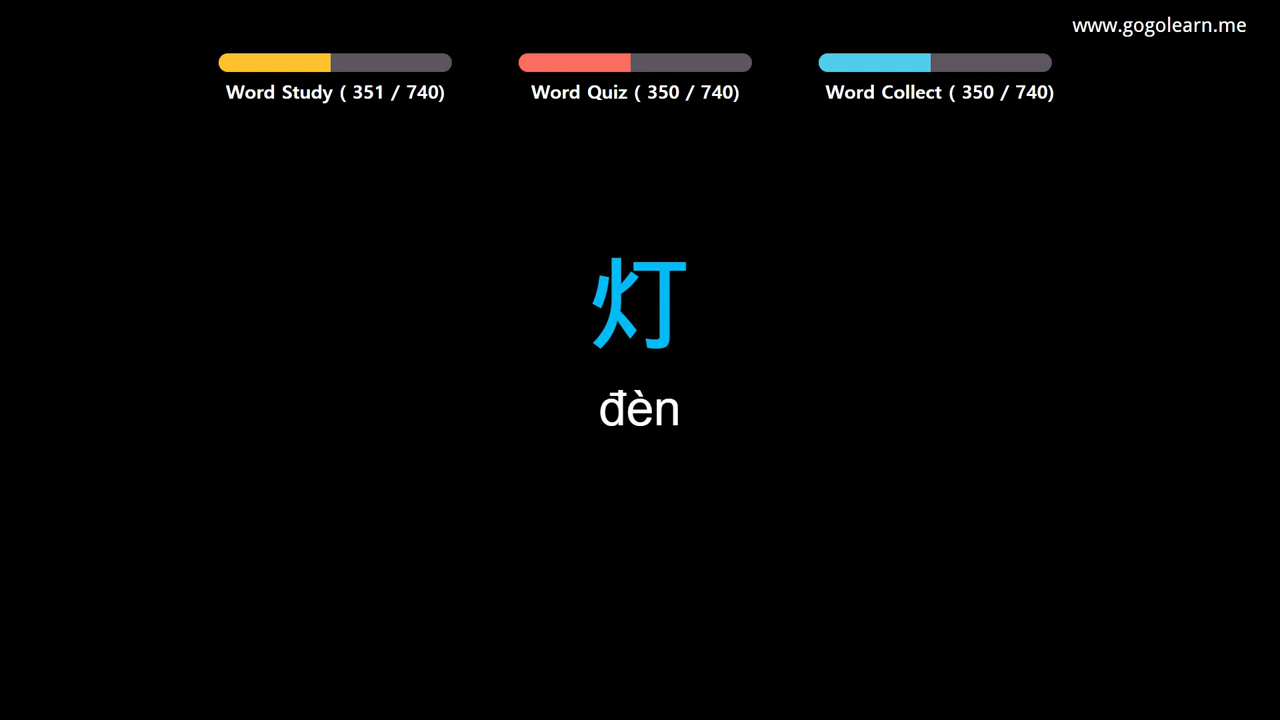 www.gogolearn.me
Word Study ( 351 / 740)
Word Quiz ( 350 / 740)
Word Collect ( 350 / 740)
灯
đèn